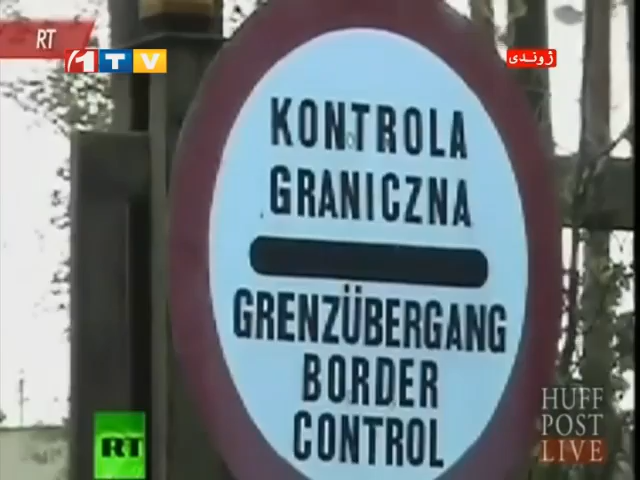 RT
1TV
ژوندی
KONTROLA
GRANICZNA
GRENZÜBERGANG
BORDER
CONTROL
RT
HUFF
POST
LIVE